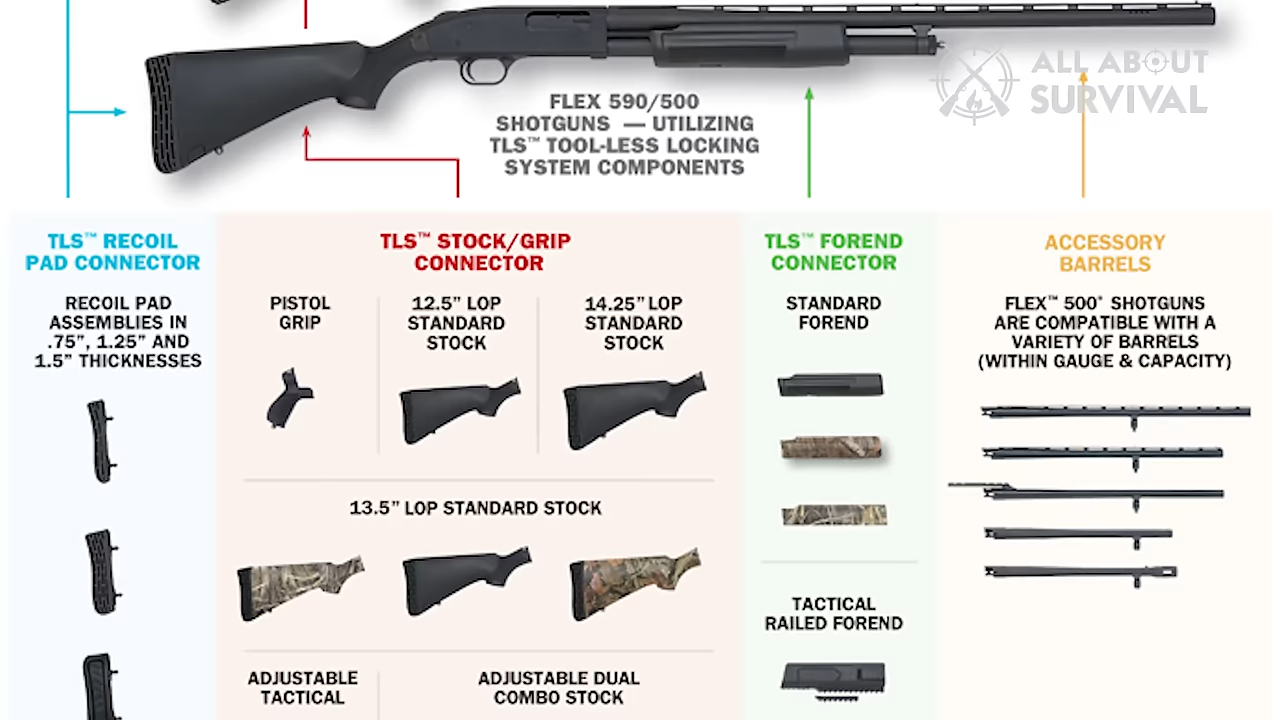 ALL ABOUT
SURVIVAL
FLEX 590/500
SHOTGUNS — UTILIZING
TLS™ TOOL-LESS LOCKING
SYSTEM COMPONENTS
TLS™ RECOIL
PAD CONNECTOR
RECOIL PAD
ASSEMBLIES IN
.75”, 1.25” AND
1.5” THICKNESSES
TLS™ STOCK/GRIP
CONNECTOR
PISTOL
GRIP
12.5” LOP
STANDARD
STOCK
14.25” LOP
STANDARD
STOCK
13.5” LOP STANDARD STOCK
ADJUSTABLE
TACTICAL
ADJUSTABLE DUAL
COMBO STOCK
TLS™ FOREND
CONNECTOR
STANDARD
FOREND
TACTICAL
RAILED FOREND
ACCESSORY
BARRELS
FLEX™ 500® SHOTGUNS
ARE COMPATIBLE WITH A
VARIETY OF BARRELS
(WITHIN GAUGE & CAPACITY)